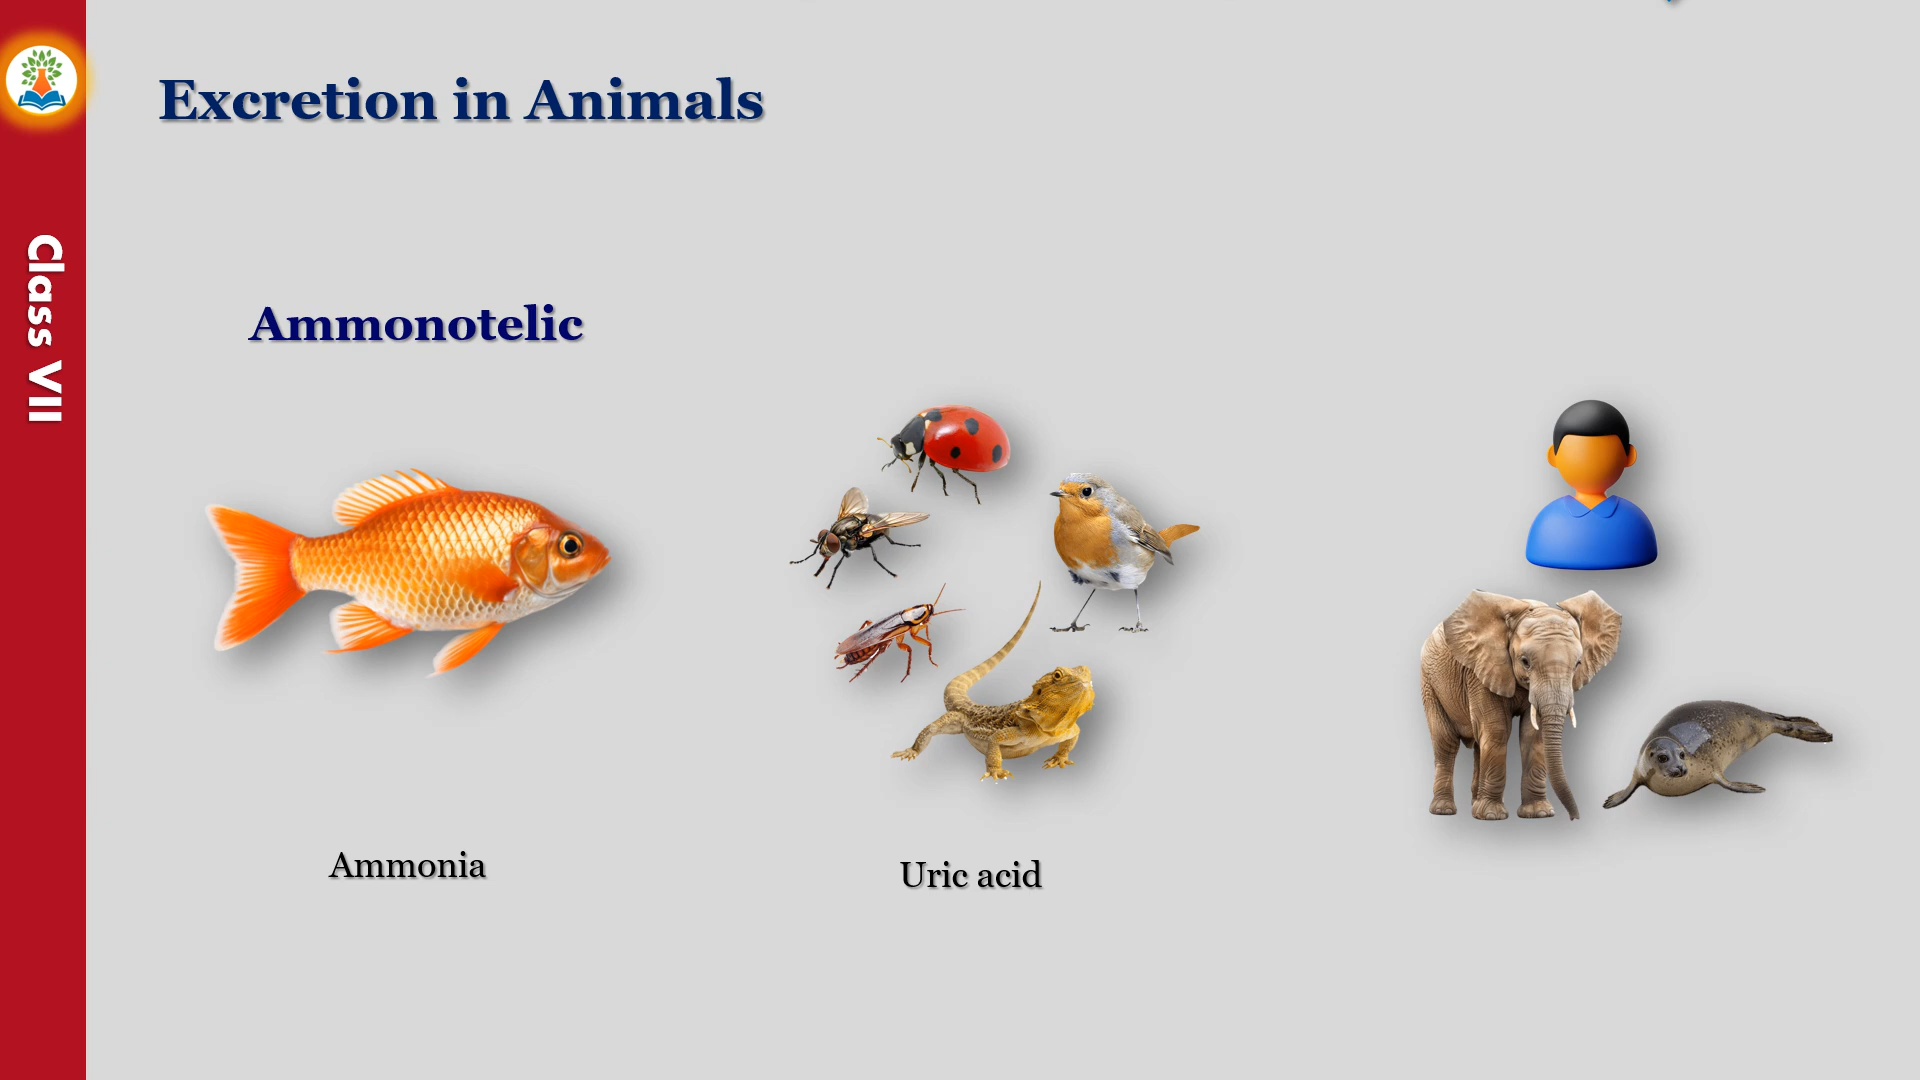 Excretion in Animals
Class VII
Ammonotelic
Ammonia
Uric acid